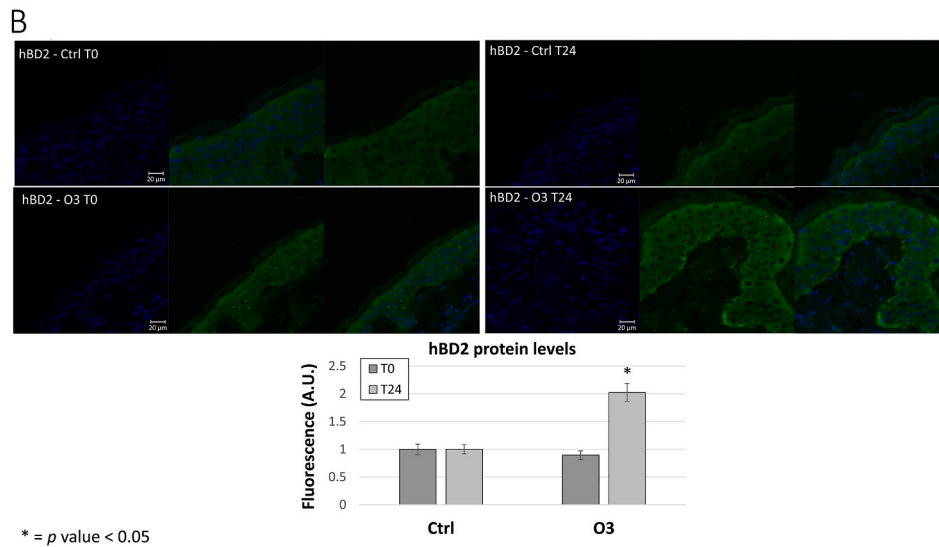 B
hBD2 - Ctrl T0
hBD2 - Ctrl T24
20 μm
20 μm
hBD2 - O3 T0
hBD2 - O3 T24
20 μm
20 μm
hBD2 protein levels
Fluorescence (A.U.)
2.5
2
1.5
1
0.5
0
T0
T24
*
Ctrl
O3
* = p value < 0.05